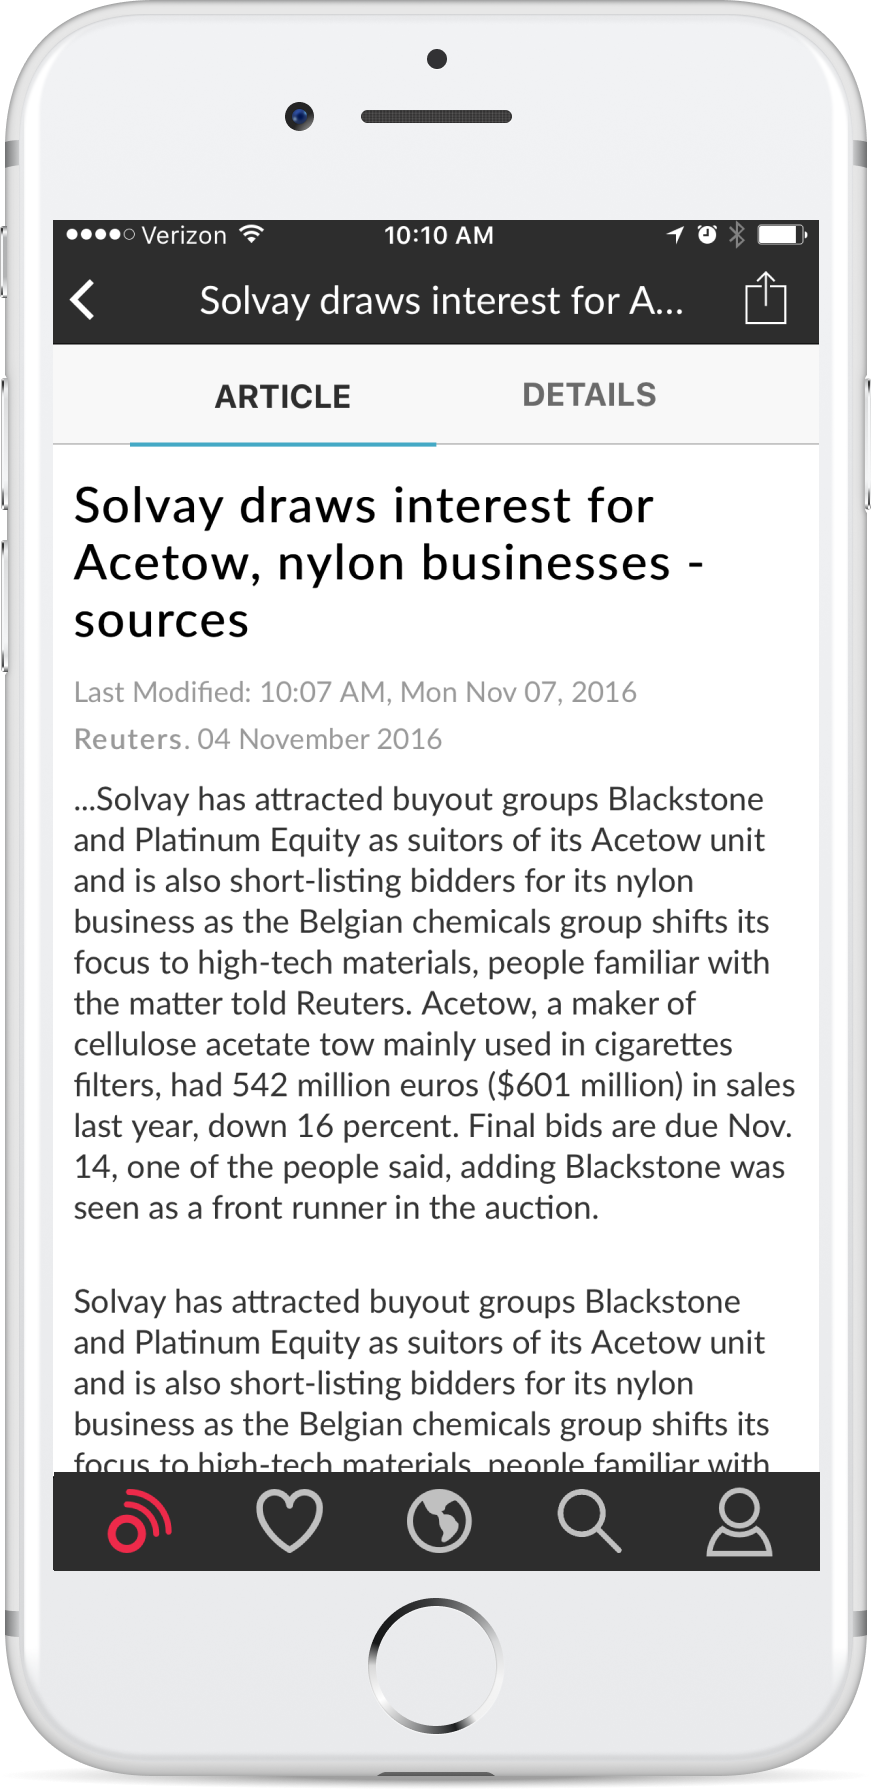 Verizon 10:10 AM
Solvay draws interest for A...
ARTICLE DETAILS
Solvay draws interest for
Acetow, nylon businesses -
sources
Last Modified: 10:07 AM, Mon Nov 07, 2016
Reuters. 04 November 2016
...Solvay has attracted buyout groups Blackstone
and Platinum Equity as suitors of its Acetow unit
and is also short-listing bidders for its nylon
business as the Belgian chemicals group shifts its
focus to high-tech materials, people familiar with
the matter told Reuters. Acetow, a maker of
cellulose acetate tow mainly used in cigarettes
filters, had 542 million euros ($601 million) in sales
last year, down 16 percent. Final bids are due Nov.
14, one of the people said, adding Blackstone was
seen as a front runner in the auction.
Solvay has attracted buyout groups Blackstone
and Platinum Equity as suitors of its Acetow unit
and is also short-listing bidders for its nylon
business as the Belgian chemicals group shifts its
focus to high-tech materials, people familiar with